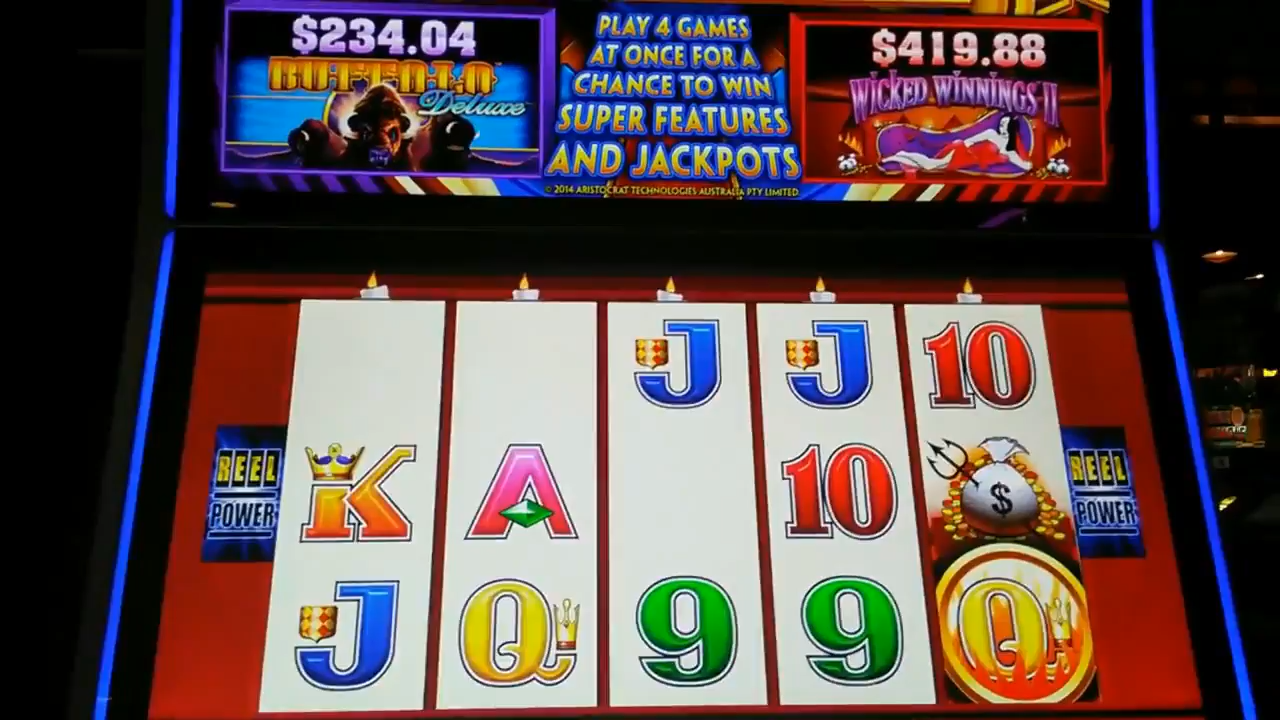 $234.04
BUFFALO
Deluxe
PLAY 4 GAMES
AT ONCE FOR A
CHANCE TO WIN
SUPER FEATURES
AND JACKPOTS
© 2014 ARISTOCRAT TECHNOLOGIES AUSTRALIA PTY LIMITED.
$419.88
WICKED WINNINGS II
J J 10
REEL
POWER
K A 10 $
REEL
POWER
J Q 9 9 Q